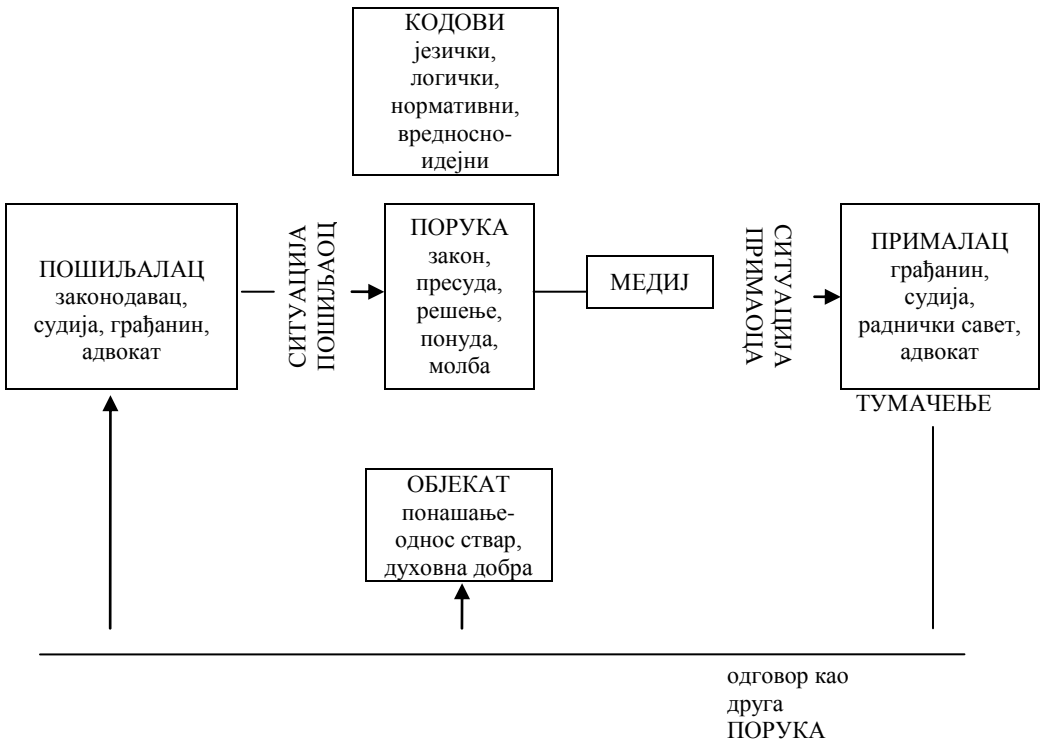 КОДОВИ
језички,
логички,
нормативни,
вредносно-
идејни
ПОШИЉАЛАЦ
законодавац,
судија, грађанин,
адвокат
СИТУАЦИЈА
ПОШИЉАОЦ
ПОРУКА
закон,
пресуда,
решење,
понуда,
молба
МЕДИЈ
СИТУАЦИЈА
ПРИМАОЦА
ПРИМАЛАЦ
грађанин,
судија,
раднички савет,
адвокат
ТУМАЧЕЊЕ
ОБЈЕКАТ
понашање-
однос ствар,
духовна добра
одговор као
друга
ПОРУКА